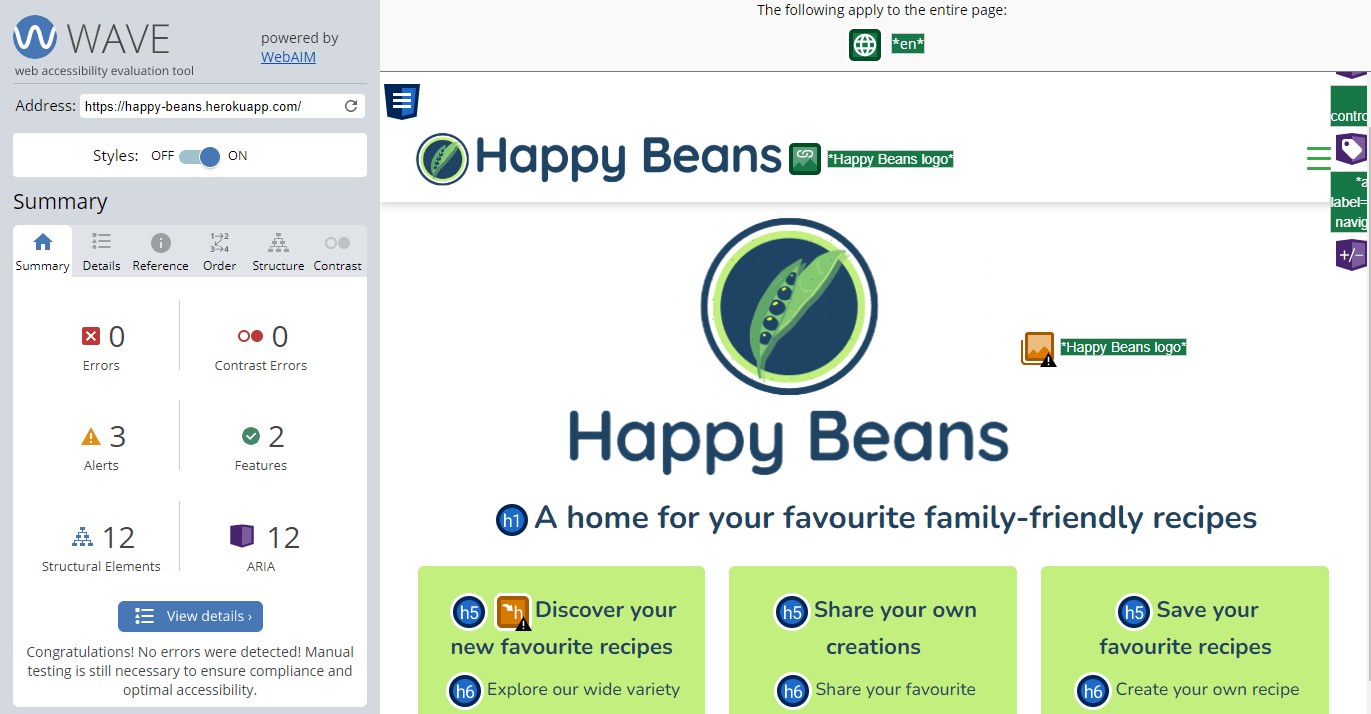 WAVE
web accessibility evaluation tool
powered by
WebAIM
Address: https://happy-beans.herokuapp.com/
Styles: OFF ON
Summary
Summary Details Reference Order Structure Contrast
0
Errors
0
Contrast Errors
3
Alerts
2
Features
12
Structural Elements
12
ARIA
View details ›
Congratulations! No errors were detected! Manual
testing is still necessary to ensure compliance and
optimal accessibility.
The following apply to the entire page:
*en*
Happy Beans *Happy Beans logo*
contro
*a
label=
navig
+/-
*Happy Beans logo*
Happy Beans
h1 A home for your favourite family-friendly recipes
h5 h Discover your
new favourite recipes
h6 Explore our wide variety
h5 Share your own
creations
h6 Share your favourite
h5 Save your
favourite recipes
h6 Create your own recipe